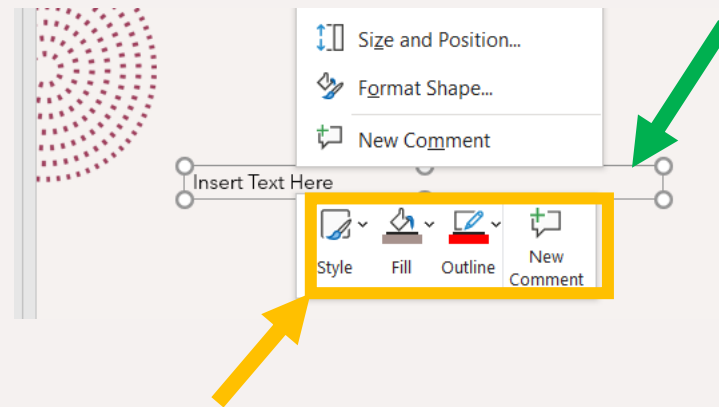 Size and Position...
Format Shape...
New Comment
Insert Text Here
Style Fill Outline New Comment